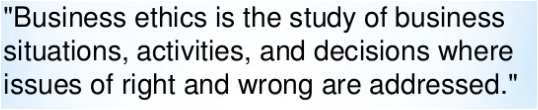 "Business ethics is the study of business
situations, activities, and decisions where
issues of right and wrong are addressed."